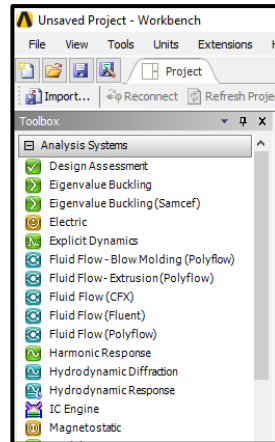 Unsaved Project - Workbench
File View Tools Units Extensions
Project
Import... Reconnect Refresh Proje
Toolbox
Analysis Systems
Design Assessment
Eigenvalue Buckling
Eigenvalue Buckling (Samcef)
Electric
Explicit Dynamics
Fluid Flow - Blow Molding (Polyflow)
Fluid Flow- Extrusion (Polyflow)
Fluid Flow (CFX)
Fluid Flow (Fluent)
Fluid Flow (Polyflow)
Harmonic Response
Hydrodynamic Diffraction
Hydrodynamic Response
IC Engine
Magnetostatic